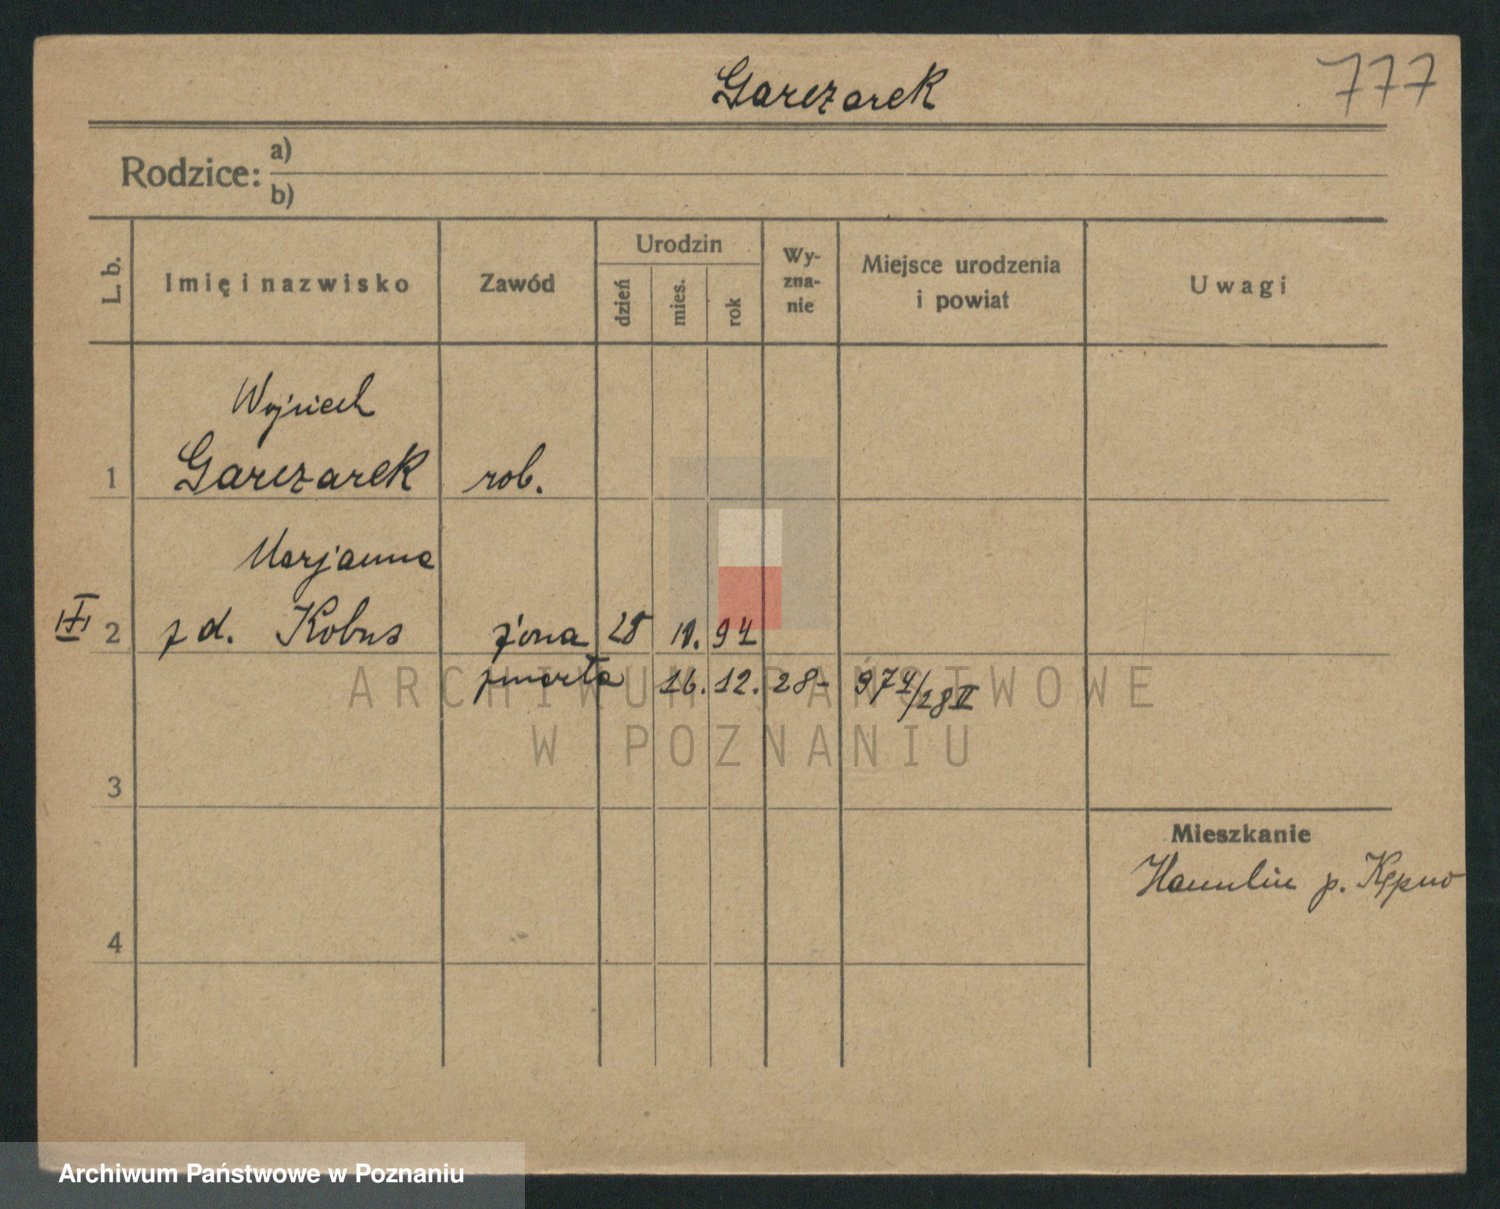 Garczarek
777
Rodzice: a)
b)
L. b.
Imię i nazwisko
Zawód
Urodzin
dzień
mies.
rok
Wy-
zna-
nie
Miejsce urodzenia
i powiat
Uwagi
Wojciech
1 Garczarek rob.
Marjanna
2 z d. Kobus żona 28 11. 94
zmarła 16. 12. 28- 974/28 II
3
Mieszkanie
p. Kępno
4
ARCHIWUM PAŃSTWOWE
W POZNANIU
Archiwum Państwowe w Poznaniu